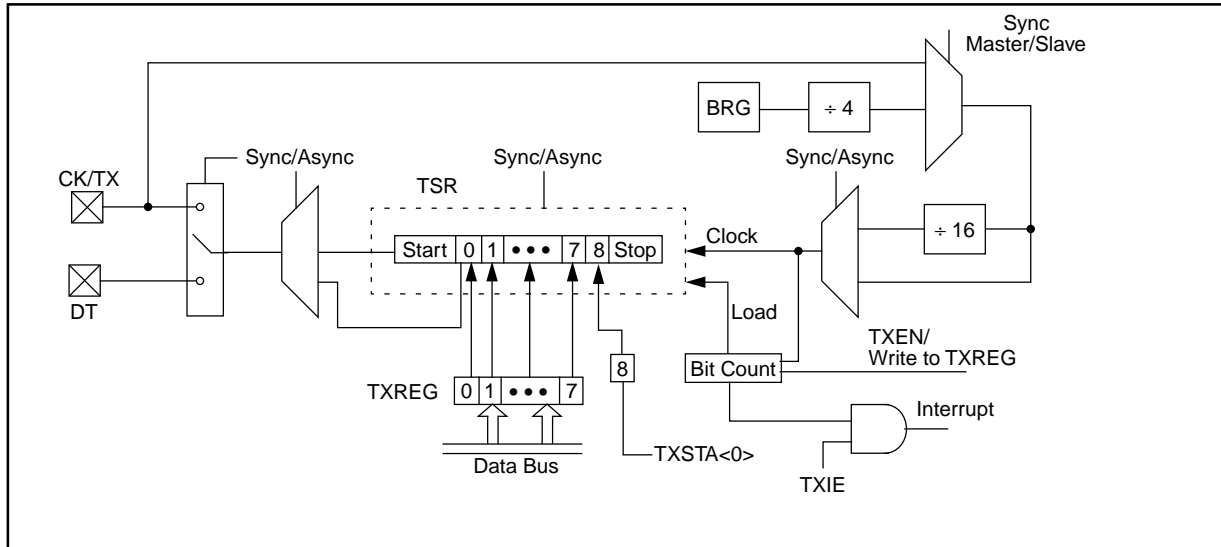 Sync
Master/Slave
BRG
÷ 4
Sync/Async
Sync/Async
Sync/Async
CK/TX
TSR
Start 0 1 ••• 7 8 Stop
Clock
÷ 16
DT
Load
TXEN/
Write to TXREG
8
Bit Count
TXREG 0 1 ••• 7
Interrupt
Data Bus
TXSTA<0>
TXIE